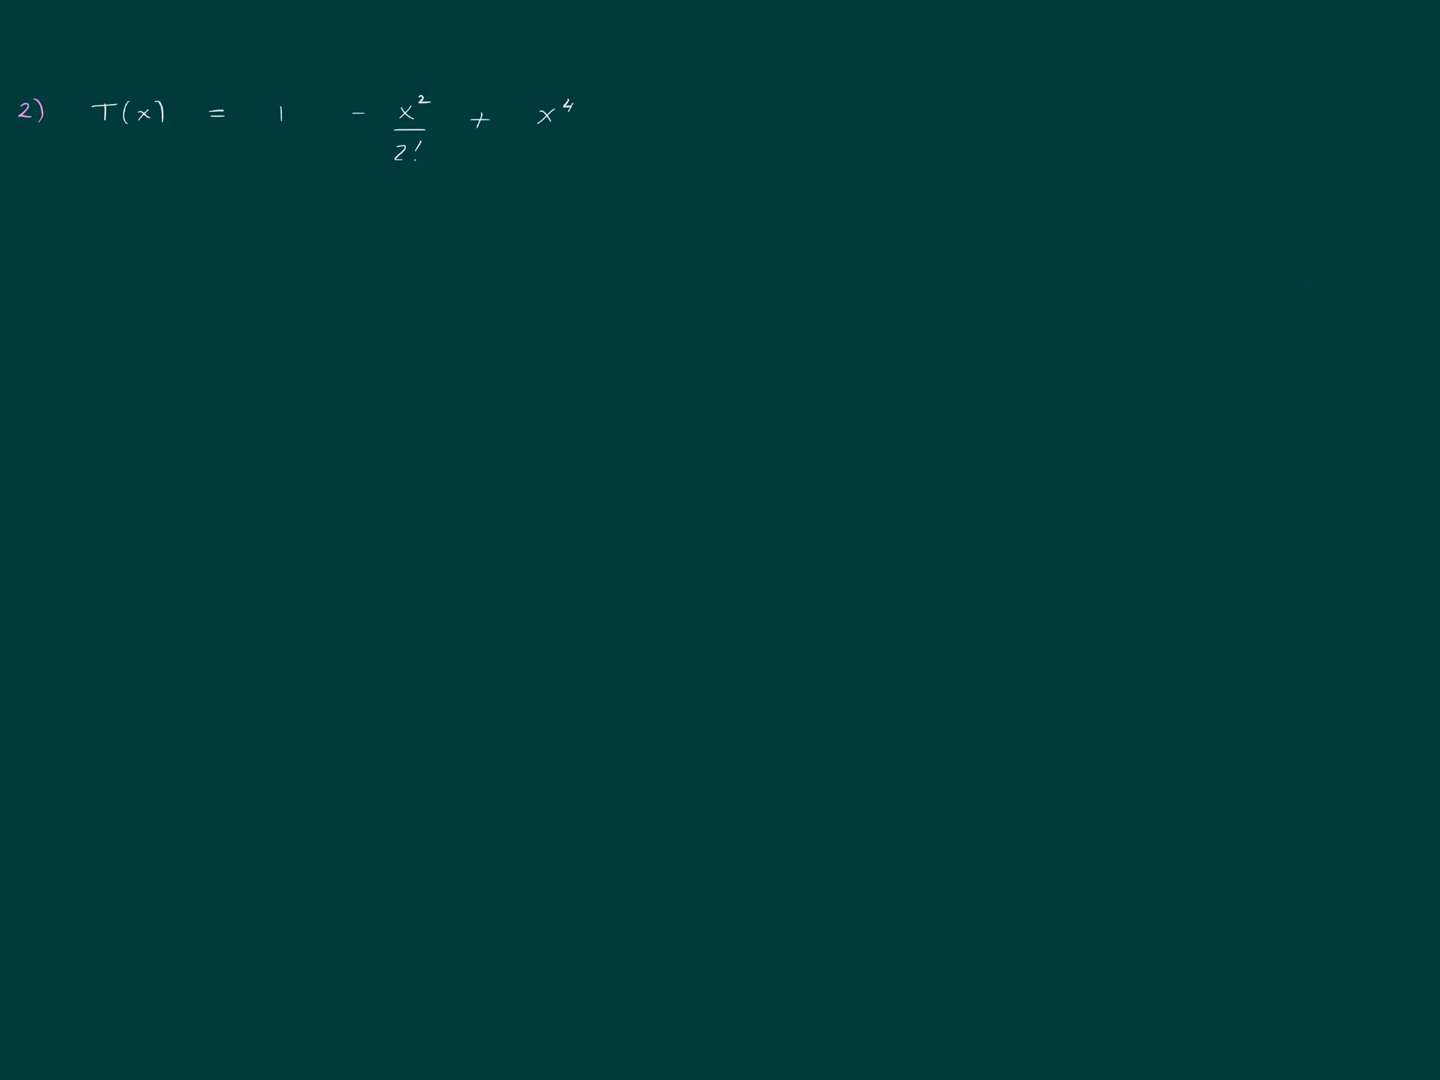 2) T(x) = 1 - x²/2! + x⁴